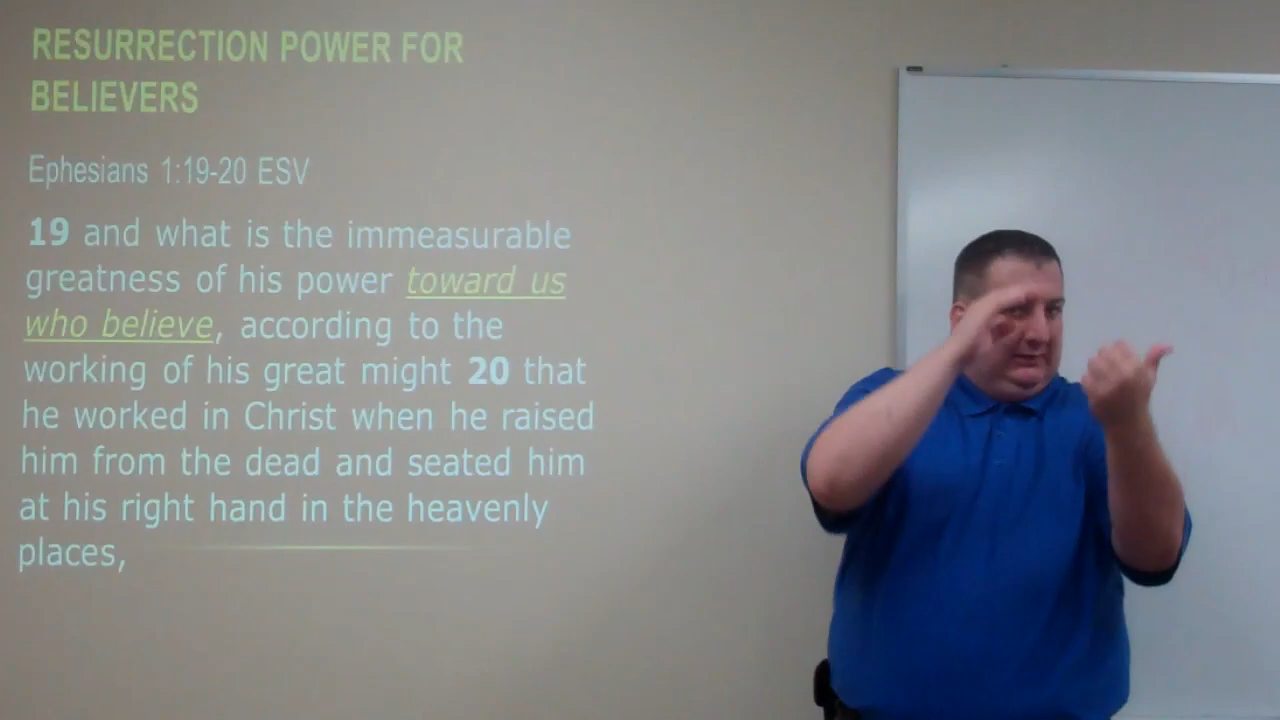 RESURRECTION POWER FOR
BELIEVERS
Ephesians 1:19-20 ESV
19 and what is the immeasurable
greatness of his power toward us
who believe, according to the
working of his great might 20 that
he worked in Christ when he raised
him from the dead and seated him
at his right hand in the heavenly
places,